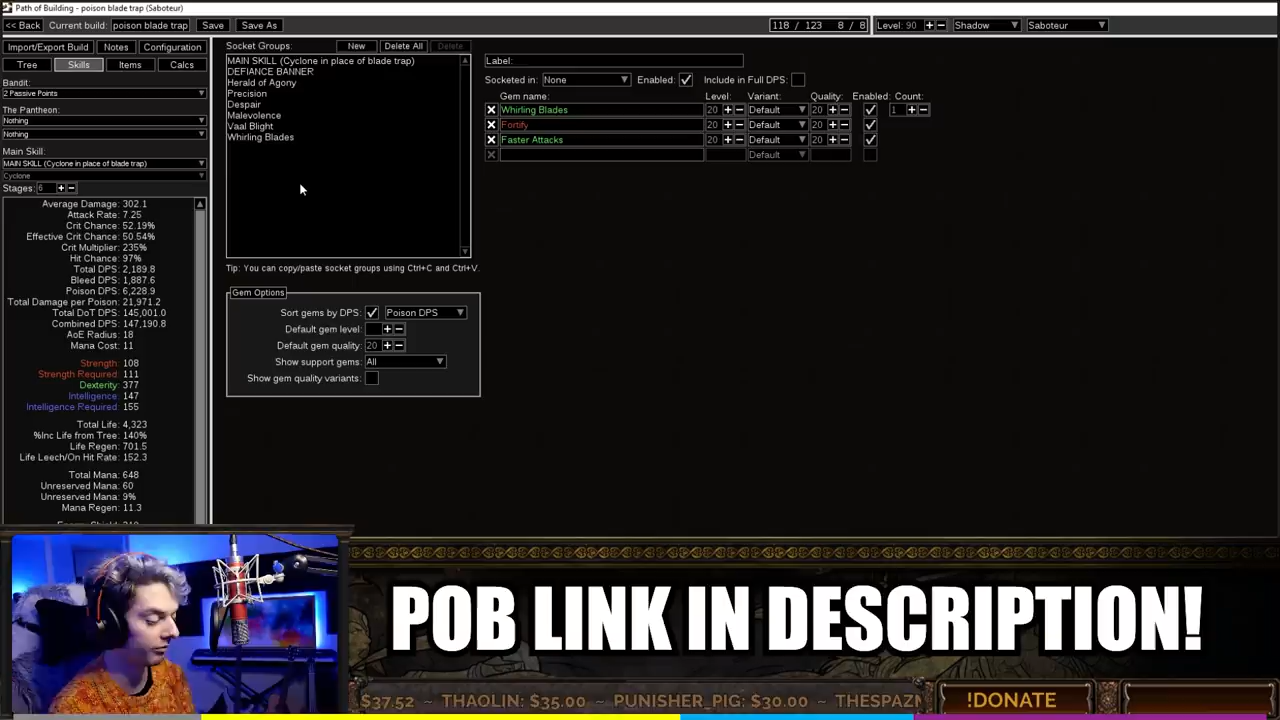 Path of Building - poison blade trap (Saboteur)
<< Back Current build: poison blade trap Save Save As 118 / 123 8 / 8 Level: 90 + - Shadow Saboteur
Import/Export Build Notes Configuration
Tree Skills Items Calcs
Bandit:
2 Passive Points
The Pantheon:
Nothing
Nothing
Main Skill:
MAIN SKILL (Cyclone in place of blade trap)
Cyclone
Stages: 6 + -
Average Damage: 302.1
Attack Rate: 7.25
Crit Chance: 52.19%
Effective Crit Chance: 50.54%
Crit Multiplier: 235%
Hit Chance: 97%
Total DPS: 2,189.8
Bleed DPS: 1,887.6
Poison DPS: 6,228.9
Total Damage per Poison: 21,971.2
Total DoT DPS: 145,001.0
Combined DPS: 147,190.8
AoE Radius: 18
Mana Cost: 11
Strength: 108
Strength Required: 111
Dexterity: 377
Intelligence: 147
Intelligence Required: 155
Total Life: 4,323
%Inc Life from Tree: 140%
Life Regen: 701.5
Life Leech/On Hit Rate: 152.3
Total Mana: 648
Unreserved Mana: 60
Unreserved Mana: 9%
Mana Regen: 11.3
Socket Groups: New Delete All Delete
MAIN SKILL (Cyclone in place of blade trap)
DEFIANCE BANNER
Herald of Agony
Precision
Despair
Malevolence
Vaal Blight
Whirling Blades
Tip: You can copy/paste socket groups using Ctrl+C and Ctrl+V.
Gem Options
Sort gems by DPS: Poison DPS
Default gem level: + -
Default gem quality: 20 + -
Show support gems: All
Show gem quality variants:
Label:
Socketed in: None Enabled: Include in Full DPS:
Gem name: Level: Variant: Quality: Enabled: Count:
Whirling Blades 20 + - Default 20 + - 1 + -
Fortify 20 + - Default 20 + -
Faster Attacks 20 + - Default 20 + -
Default
POB LINK IN DESCRIPTION!
$37.52 ~ THAOLIN: $35.00 ~ PUNISHER_PIG: $30.00 ~ THESPAZ
!DONATE